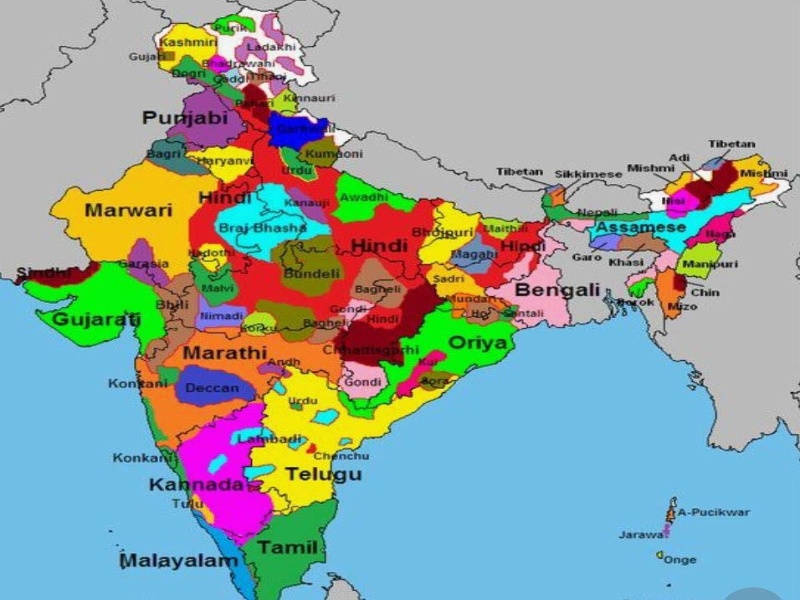 Purik
Kashmiri
Ladakhi
Gujari
Bhadrawahi
Dogri
Gaddi
Tinani
Pahari
Kinnauri
Punjabi
Garhwali
Bagri
Haryanvi
Kumaoni
Urdu
Tibetan
Adi
Mishmi
Tibetan
Sikkimese
Mishmi
Hindi
Kanauji
Awadhi
Nisi
Marwari
Nepali
Braj Bhasha
Bhojpuri
Maithili
Assamese
Naga
Hindi
Hindi
Hadothi
Magahi
Garo
Khasi
Manipuri
Garasia
Sindhi
Bundeli
Sadri
Malvi
Bagheli
Bengali
Chin
Mundari
Kokborok
Mizo
Bhili
Gujarati
Nimadi
Gondi
Hindi
Ho
Santali
Korku
Bagheli
Oriya
Marathi
Chhattisgarhi
Andh
Kui
Konkani
Deccan
Gondi
Sora
Urdu
Lambadi
Konkani
Chenchu
Telugu
Kannada
Tulu
A-Pucikwar
Jarawa
Tamil
Malayalam
Onge